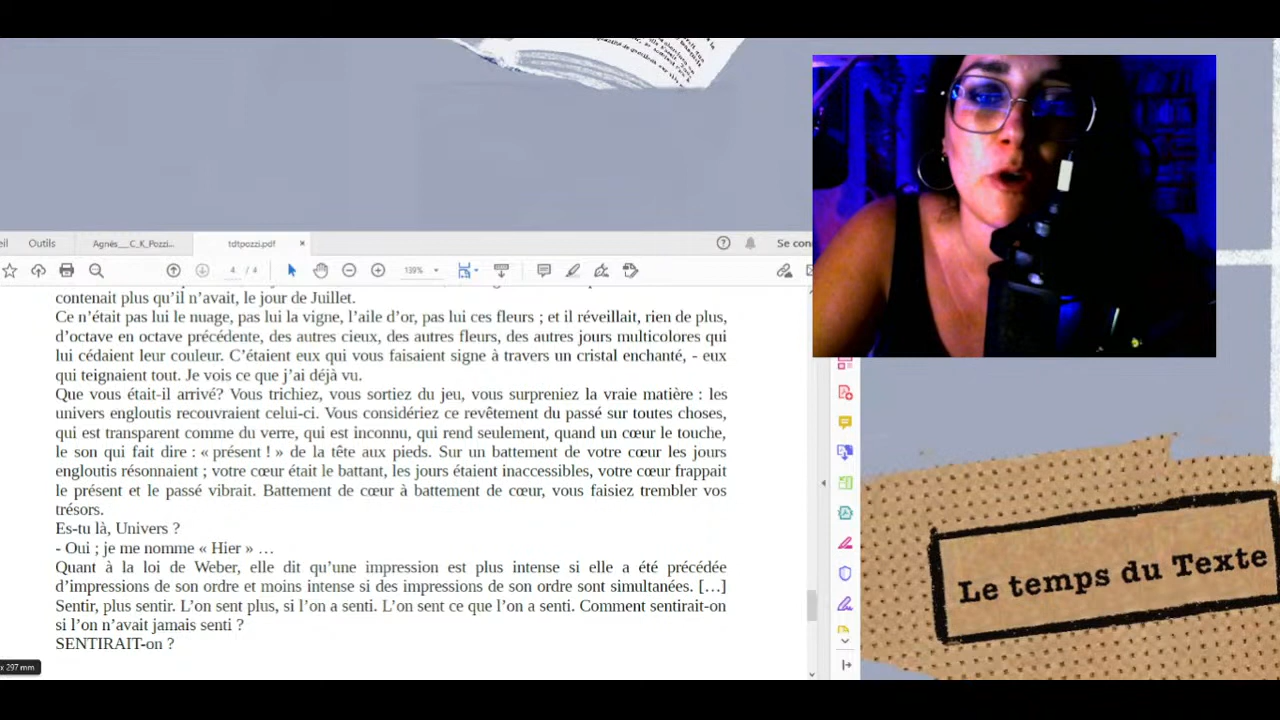 eil Outils Agnès__C_K_Pozzi... tdtpozzi.pdf × Se con
4 / 4 139%
contenait plus qu'il n'avait, le jour de Juillet.
Ce n'était pas lui le nuage, pas lui la vigne, l'aile d'or, pas lui ces fleurs ; et il réveillait, rien de plus,
d'octave en octave précédente, des autres cieux, des autres fleurs, des autres jours multicolores qui
lui cédaient leur couleur. C'étaient eux qui vous faisaient signe à travers un cristal enchanté, - eux
qui teignaient tout. Je vois ce que j'ai déjà vu.
Que vous était-il arrivé? Vous trichiez, vous sortiez du jeu, vous surpreniez la vraie matière : les
univers engloutis recouvraient celui-ci. Vous considériez ce revêtement du passé sur toutes choses,
qui est transparent comme du verre, qui est inconnu, qui rend seulement, quand un cœur le touche,
le son qui fait dire : « présent ! » de la tête aux pieds. Sur un battement de votre cœur les jours
engloutis résonnaient ; votre cœur était le battant, les jours étaient inaccessibles, votre cœur frappait
le présent et le passé vibrait. Battement de cœur à battement de cœur, vous faisiez trembler vos
trésors.
Es-tu là, Univers ?
- Oui ; je me nomme « Hier » …
Quant à la loi de Weber, elle dit qu'une impression est plus intense si elle a été précédée
d'impressions de son ordre et moins intense si des impressions de son ordre sont simultanées. […]
Sentir, plus sentir. L'on sent plus, si l'on a senti. L'on sent ce que l'on a senti. Comment sentirait-on
si l'on n'avait jamais senti ?
SENTIRAIT-on ?
x 297 mm
Le temps du Texte